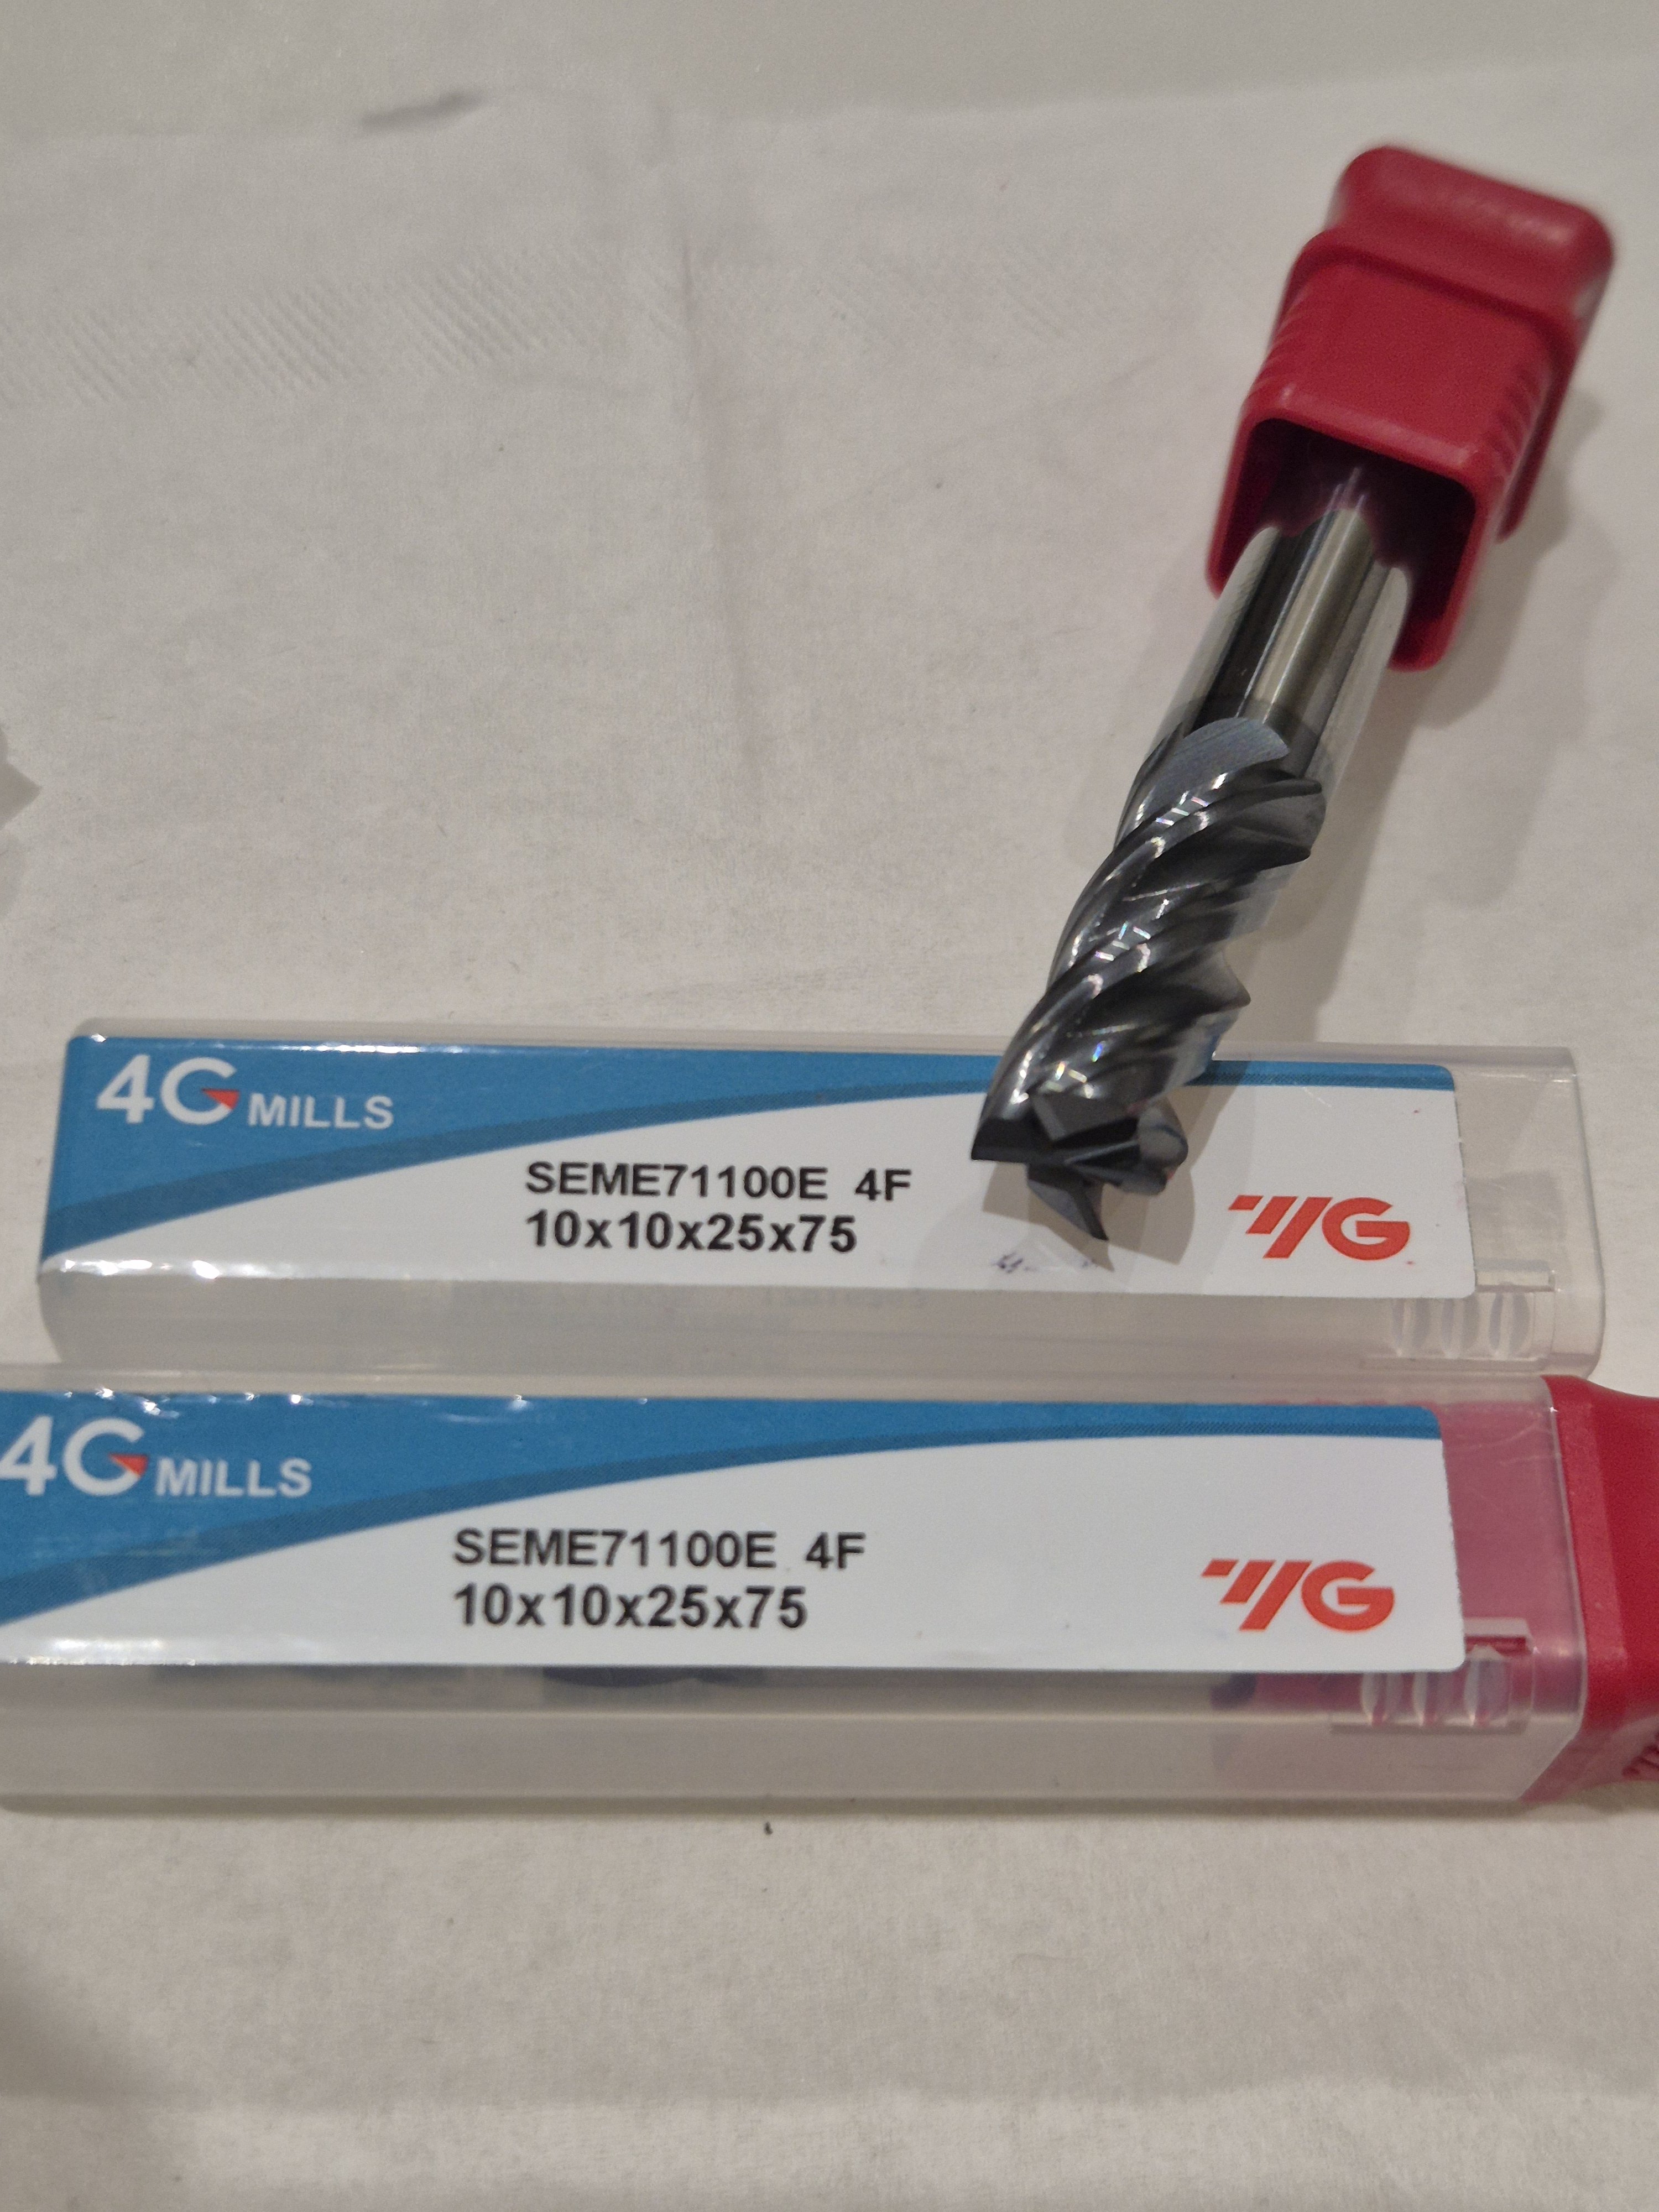 4G MILLS
SEME71100E 4F
10x10x25x75
YG
4G MILLS
SEME71100E 4F
10x10x25x75
YG